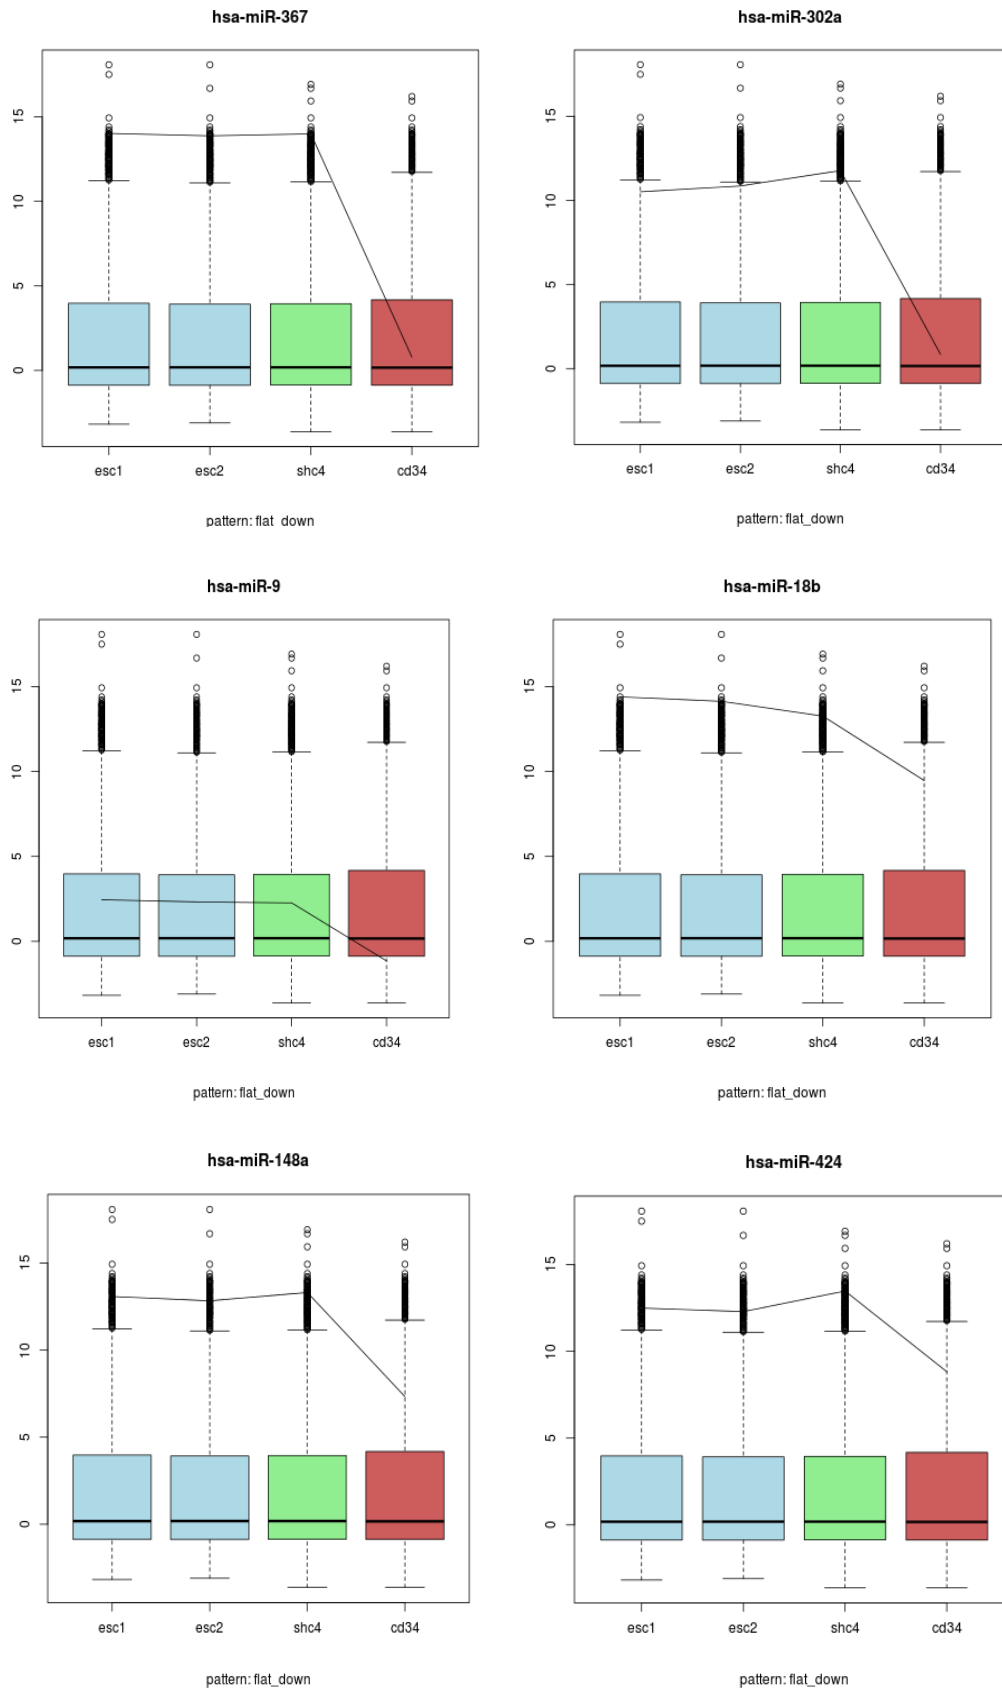 hsa-miR-367
15
10
5
0
esc1 esc2 shc4 cd34
pattern: flat_down
hsa-miR-302a
15
10
5
0
esc1 esc2 shc4 cd34
pattern: flat_down
hsa-miR-9
15
10
5
0
esc1 esc2 shc4 cd34
pattern: flat_down
hsa-miR-18b
15
10
5
0
esc1 esc2 shc4 cd34
pattern: flat_down
hsa-miR-148a
15
10
5
0
esc1 esc2 shc4 cd34
pattern: flat_down
hsa-miR-424
15
10
5
0
esc1 esc2 shc4 cd34
pattern: flat_down